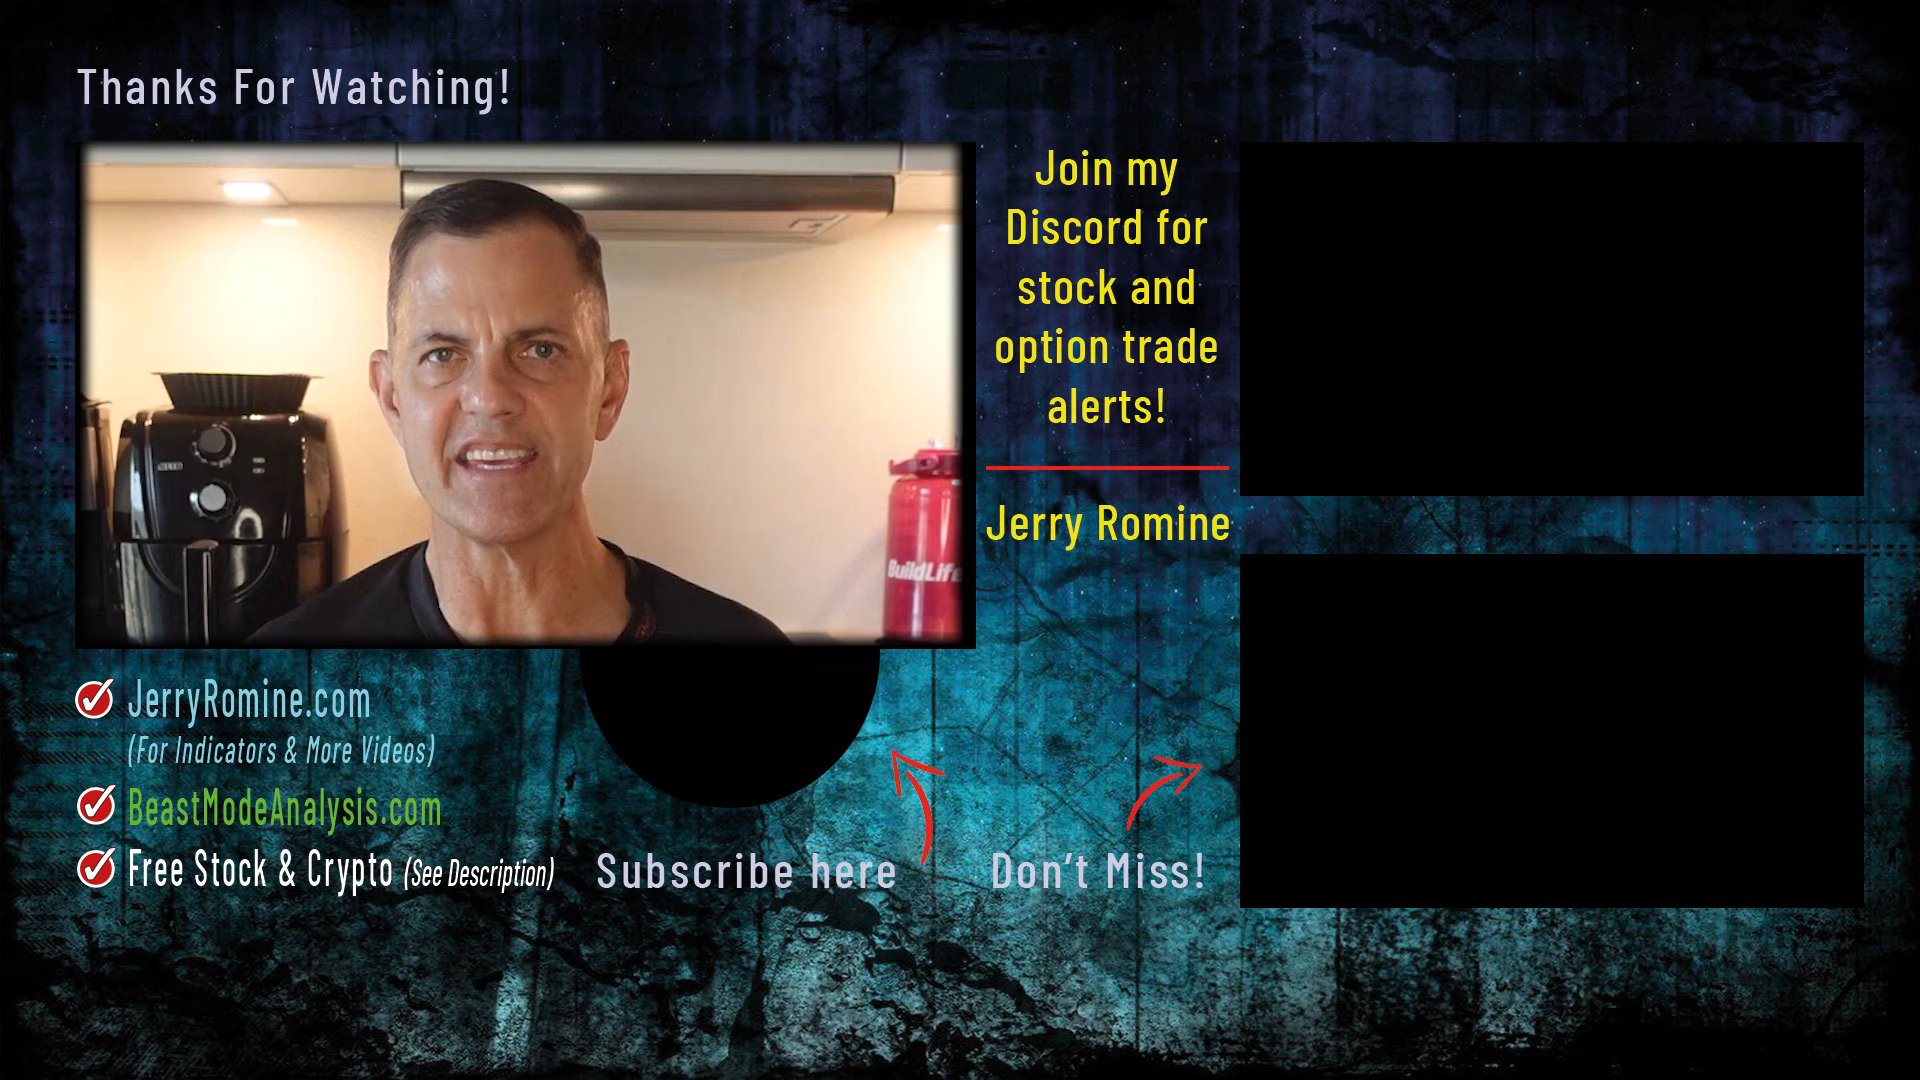 Thanks For Watching!
Join my
Discord for
stock and
option trade
alerts!
Jerry Romine
BuildLife
JerryRomine.com
(For Indicators & More Videos)
BeastModeAnalysis.com
Free Stock & Crypto (See Description)
Subscribe here
Don't Miss!